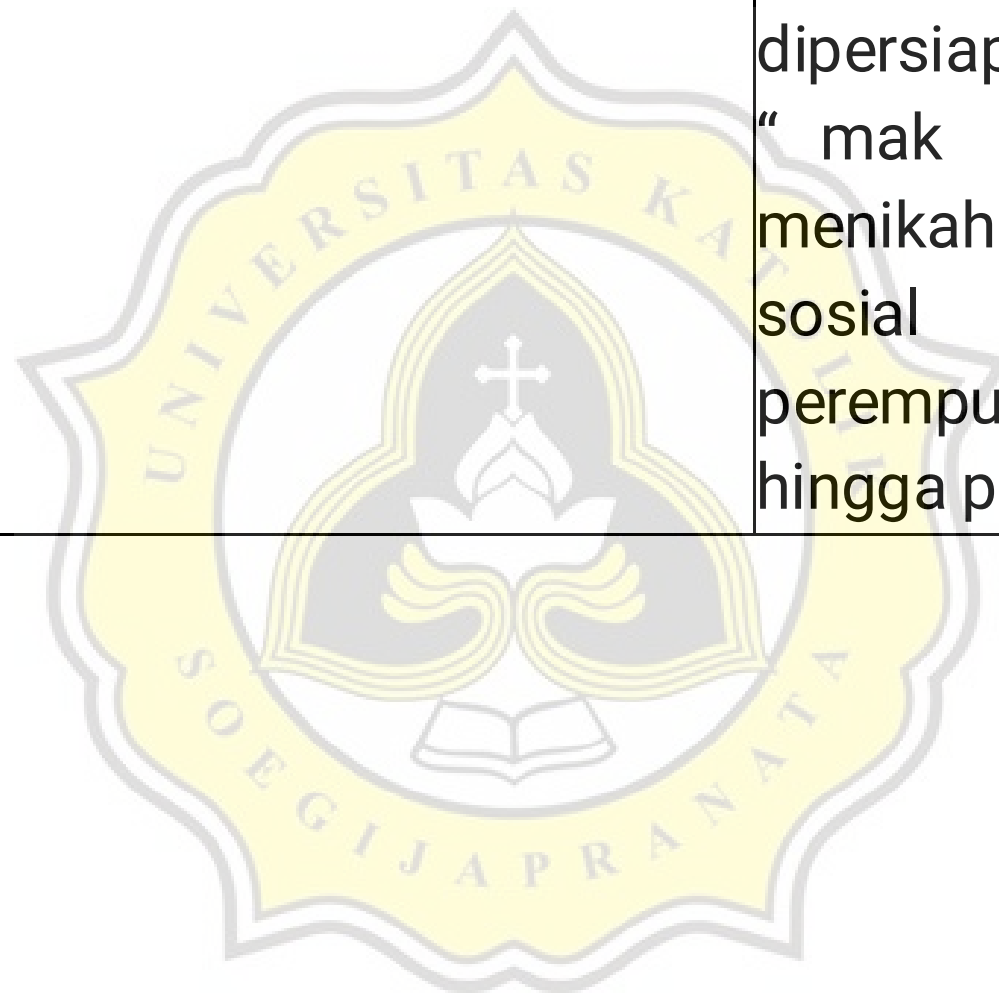 dipersiap
“ mak
menikah
sosial
perempu
hingga p
UNIVERSITAS KATOLIK
SOEGIJAPRANATA